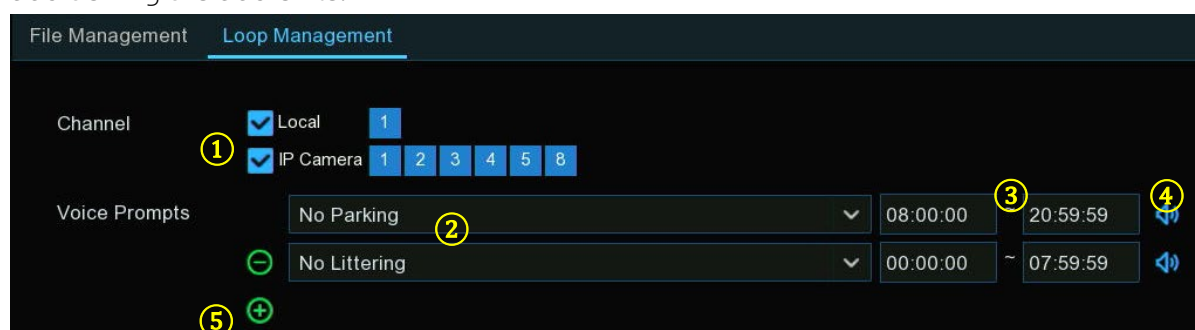 File Management Loop Management
Channel Local 1
① IP Camera 1 2 3 4 5 8
Voice Prompts No Parking ② 08:00:00 ③ 20:59:59 ④
No Littering 00:00:00 ~ 07:59:59
⑤